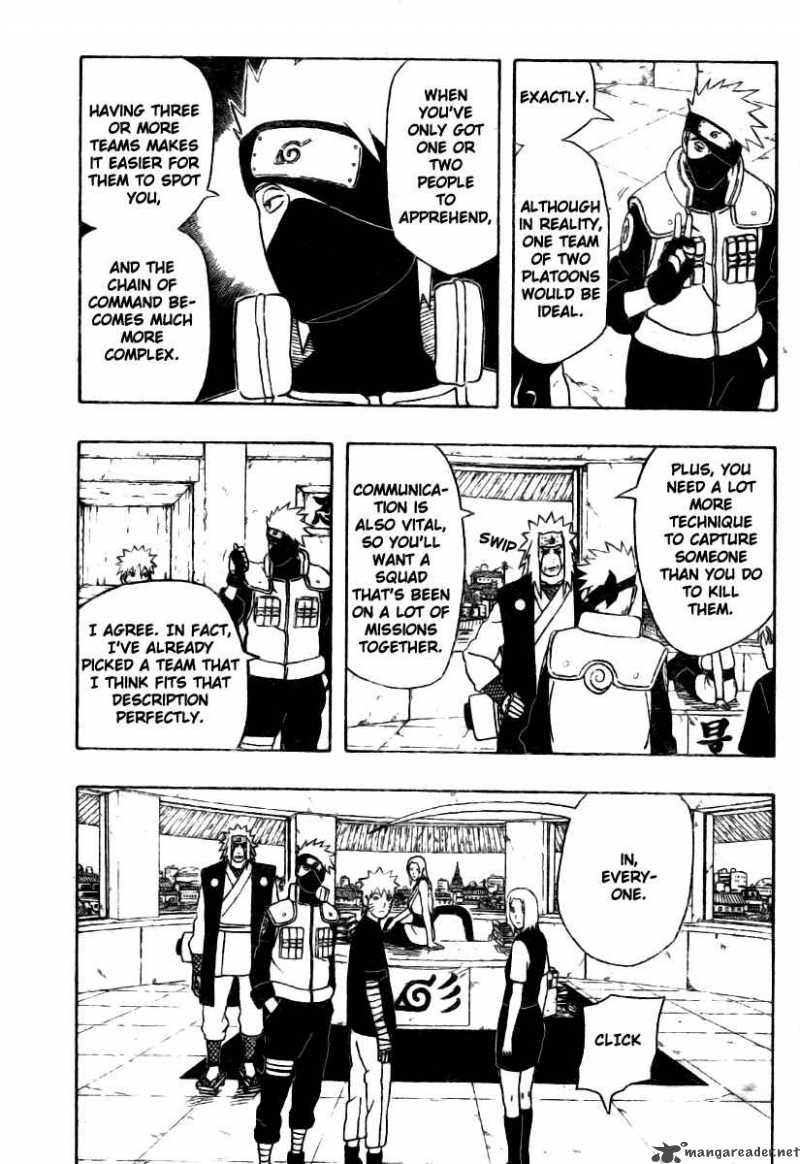 EXACTLY.
ALTHOUGH
IN REALITY,
ONE TEAM
OF TWO
PLATOONS
WOULD BE
IDEAL.
WHEN
YOU'VE
ONLY GOT
ONE OR
TWO
PEOPLE
TO
APPREHEND,
HAVING THREE
OR MORE
TEAMS MAKES
IT EASIER FOR
THEM TO SPOT
YOU,
AND THE
CHAIN OF
COMMAND BE-
COMES MUCH
MORE
COMPLEX.
PLUS, YOU
NEED A LOT
MORE
TECHNIQUE
TO CAPTURE
SOMEONE
THAN YOU DO
TO KILL
THEM.
SWIP
COMMUNICA-
TION IS
ALSO VITAL,
SO YOU'LL
WANT A
SQUAD
THAT'S BEEN
ON A LOT OF
MISSIONS
TOGETHER.
I AGREE. IN FACT,
I'VE ALREADY
PICKED A TEAM THAT
I THINK FITS THAT
DESCRIPTION
PERFECTLY.
IN,
EVERY-
ONE.
CLICK
mangareader.net